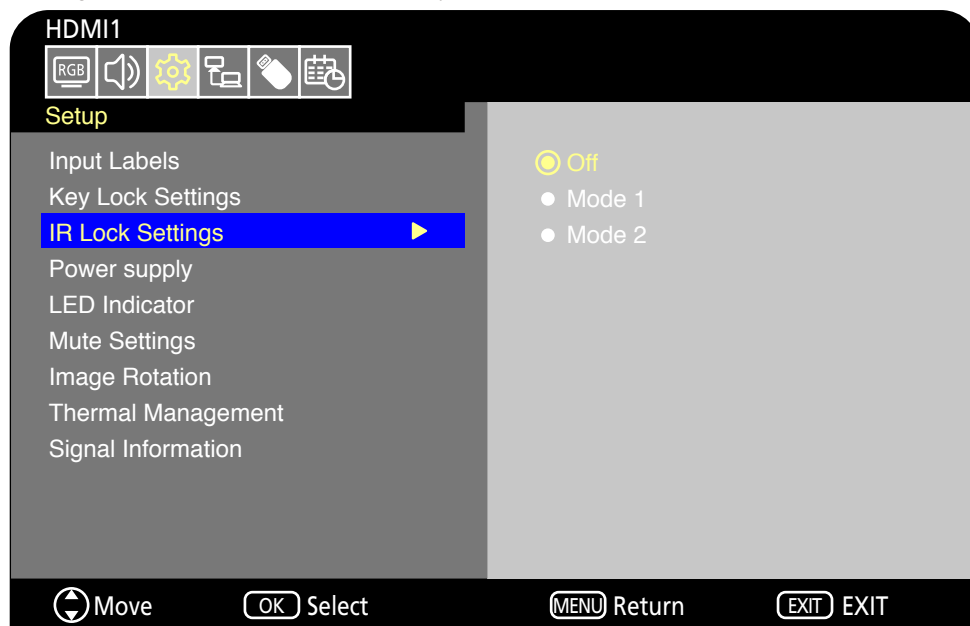 HDMI1
RGB
Setup
Input Labels
Key Lock Settings
IR Lock Settings
Power supply
LED Indicator
Mute Settings
Image Rotation
Thermal Management
Signal Information
Off
Mode 1
Mode 2
Move OK Select MENU Return EXIT EXIT